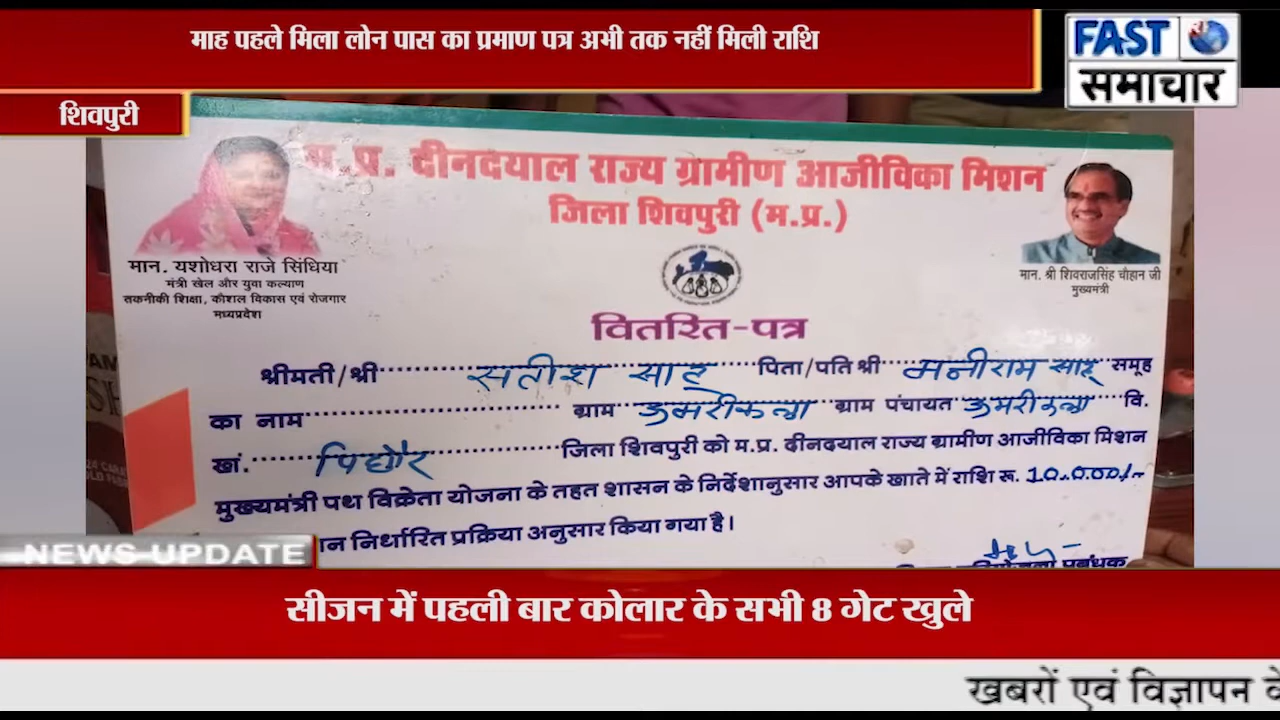 माह पहले मिला लोन पास का प्रमाण पत्र अभी तक नहीं मिली राशि
FAST
समाचार
शिवपुरी
म.प्र. दीनदयाल राज्य ग्रामीण आजीविका मिशन
जिला शिवपुरी (म.प्र.)
मान. यशोधरा राजे सिंधिया
मंत्री खेल और युवा कल्याण
तकनीकी शिक्षा, कौशल विकास एवं रोजगार
मध्यप्रदेश
मान. श्री शिवराजसिंह चौहान जी
मुख्यमंत्री
वितरित-पत्र
श्रीमती/श्री सतीश साहू पिता/पति श्री मनीराम साहू समूह
का नाम ग्राम ग्राम पंचायत वि.
खं. पिछौर जिला शिवपुरी को म.प्र. दीनदयाल राज्य ग्रामीण आजीविका मिशन
मुख्यमंत्री पथ विक्रेता योजना के तहत शासन के निर्देशानुसार आपके खाते में राशि रू. 10,000/-
निर्धारित प्रक्रिया अनुसार किया गया है।
प्रबंधक
NEWS UPDATE
सीजन में पहली बार कोलार के सभी 8 गेट खुले
खबरों एवं विज्ञापन के